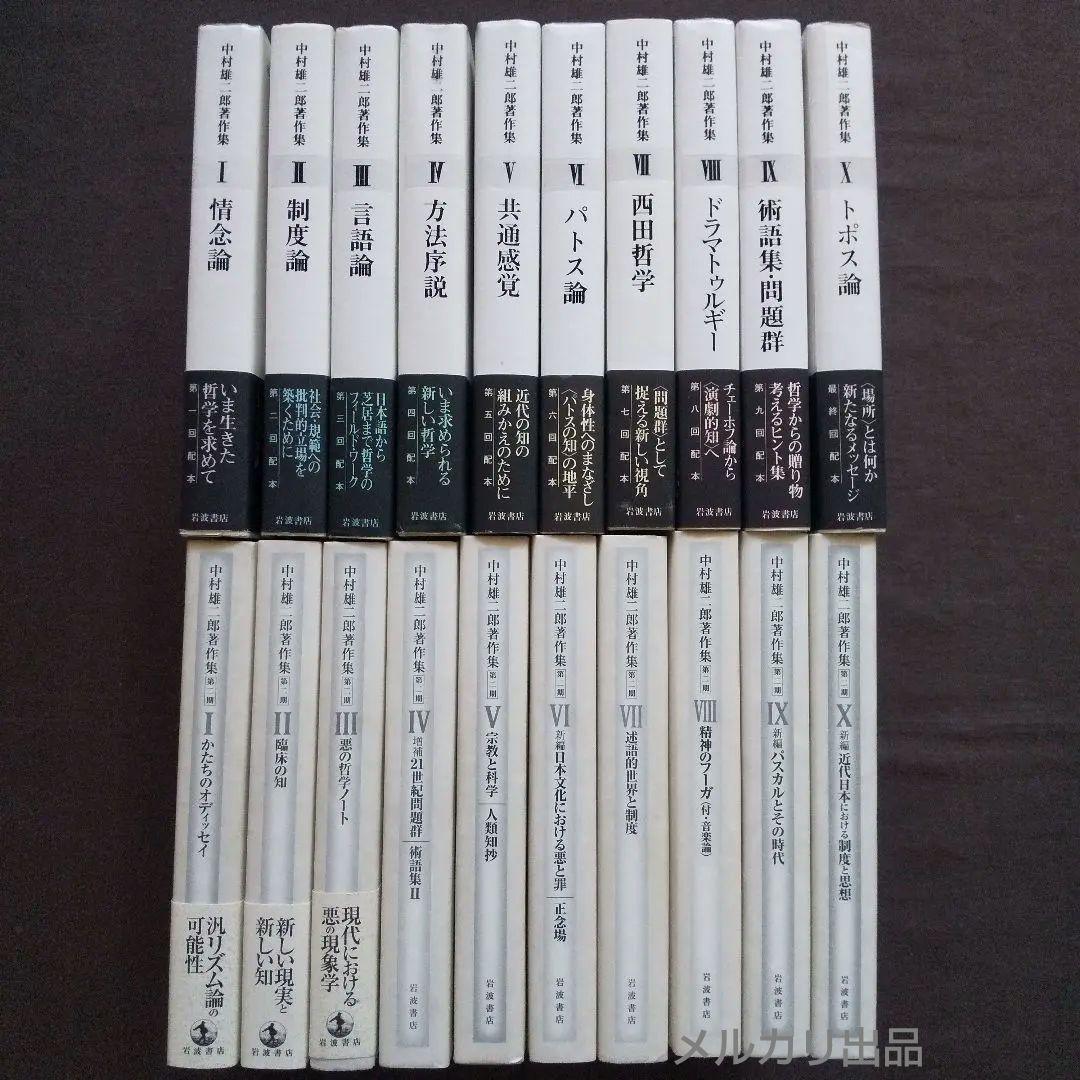 中村雄二郎著作集
I
情念論
いま生きた
哲学を求めて
第一回配本
岩波書店
中村雄二郎著作集
II
制度論
社会・規範への
批判的立場を
築くために
第二回配本
岩波書店
中村雄二郎著作集
III
言語論
日本語から
芝居まで哲学の
フィールドワーク
第三回配本
岩波書店
中村雄二郎著作集
IV
方法序説
いま求められる
新しい哲学
第四回配本
岩波書店
中村雄二郎著作集
V
共通感覚
近代の知の
組みかえのために
第五回配本
岩波書店
中村雄二郎著作集
VI
パトス論
身体性へのまなざし
〈パトスの知〉の地平
第六回配本
岩波書店
中村雄二郎著作集
VII
西田哲学
〈問題群〉として
捉える新しい視角
第七回配本
岩波書店
中村雄二郎著作集
VIII
ドラマトゥルギー
チェーホフ論から
〈演劇的知〉へ
第八回配本
岩波書店
中村雄二郎著作集
IX
術語集・問題群
哲学からの贈り物
考えるヒント集
第九回配本
岩波書店
中村雄二郎著作集
X
トポス論
〈場所〉とは何か
新たなるメッセージ
最終回配本
岩波書店
中村雄二郎著作集 第二期
I
かたちのオディッセイ
汎リズム論の
可能性
岩波書店
中村雄二郎著作集 第二期
II
臨床の知
新しい現実と
新しい知
岩波書店
中村雄二郎著作集 第二期
III
悪の哲学ノート
現代における
悪の現象学
岩波書店
中村雄二郎著作集 第二期
IV
増補 21世紀問題群|術語集II
岩波書店
中村雄二郎著作集 第二期
V
宗教と科学|人類知抄
岩波書店
中村雄二郎著作集 第二期
VI
新編 日本文化における悪と罪|正念場
岩波書店
中村雄二郎著作集 第二期
VII
述語的世界と制度
岩波書店
中村雄二郎著作集 第二期
VIII
精神のフーガ(付・音楽論)
岩波書店
中村雄二郎著作集 第二期
IX
新編 パスカルとその時代
岩波書店
中村雄二郎著作集 第二期
X
新編 近代日本における制度と思想
岩波書店
メルカリ出品